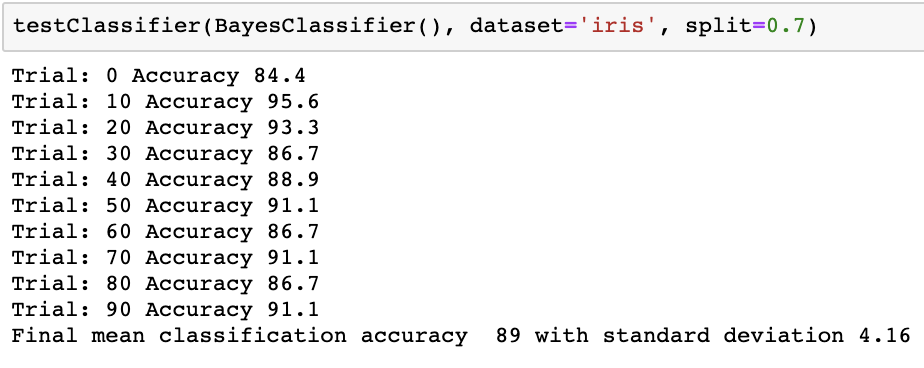 testClassifier(BayesClassifier(), dataset='iris', split=0.7)
Trial: 0 Accuracy 84.4
Trial: 10 Accuracy 95.6
Trial: 20 Accuracy 93.3
Trial: 30 Accuracy 86.7
Trial: 40 Accuracy 88.9
Trial: 50 Accuracy 91.1
Trial: 60 Accuracy 86.7
Trial: 70 Accuracy 91.1
Trial: 80 Accuracy 86.7
Trial: 90 Accuracy 91.1
Final mean classification accuracy  89 with standard deviation 4.16